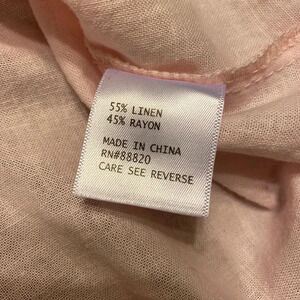 55% LINEN
45% RAYON
MADE IN CHINA
RN#88820
CARE SEE REVERSE